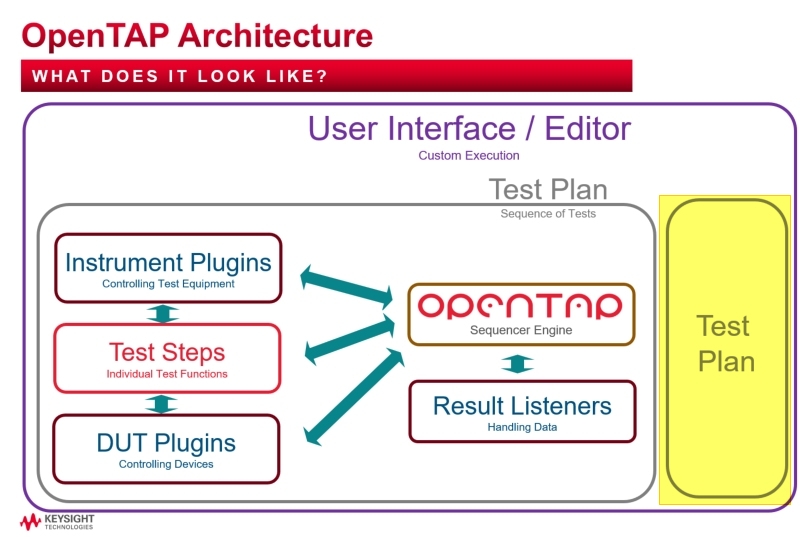 OpenTAP Architecture
WHAT DOES IT LOOK LIKE?
User Interface / Editor
Custom Execution
Test Plan
Sequence of Tests
Instrument Plugins
Controlling Test Equipment
Test Steps
Individual Test Functions
DUT Plugins
Controlling Devices
OPENTAP
Sequencer Engine
Result Listeners
Handling Data
Test
Plan
KEYSIGHT
TECHNOLOGIES